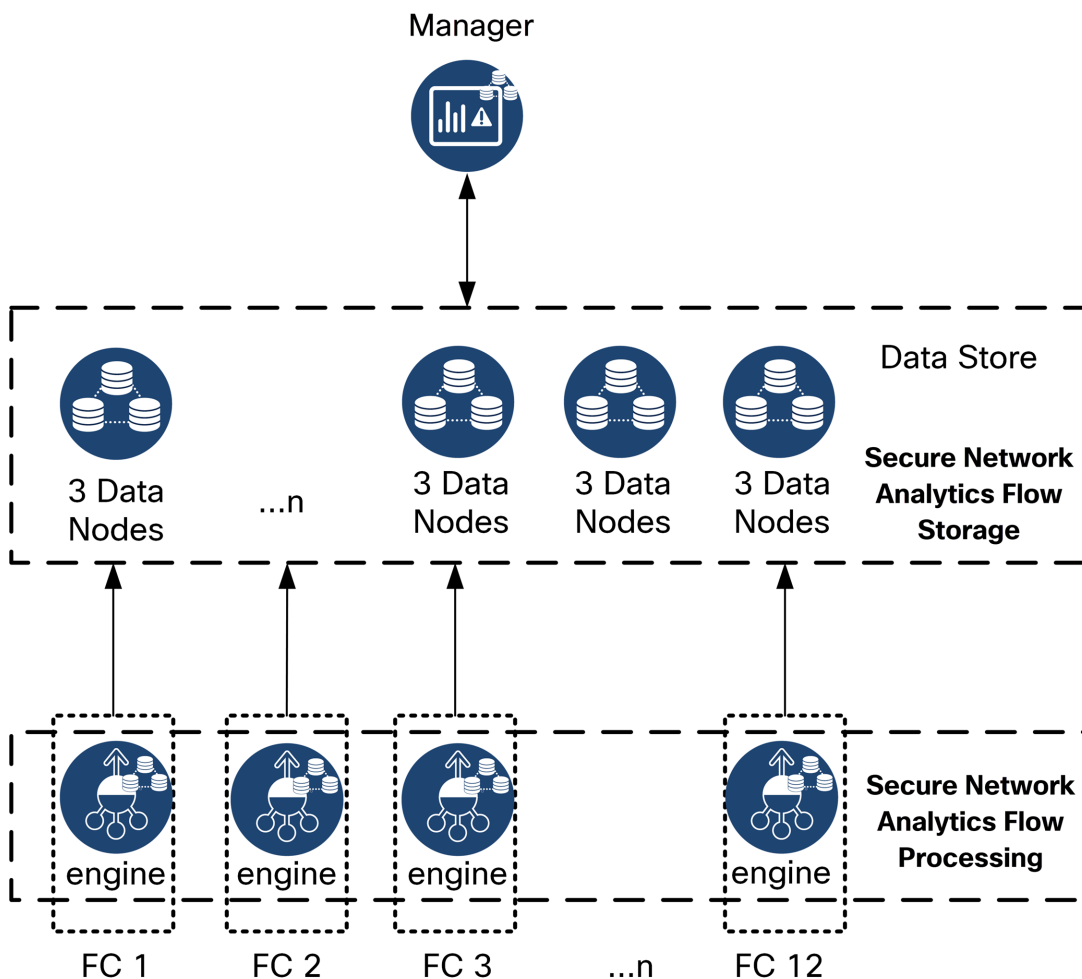 Manager
Data Store
3 Data
Nodes
...n
3 Data
Nodes
3 Data
Nodes
3 Data
Nodes
Secure Network
Analytics Flow
Storage
engine
engine
engine
engine
Secure Network
Analytics Flow
Processing
FC 1
FC 2
FC 3
...n
FC 12